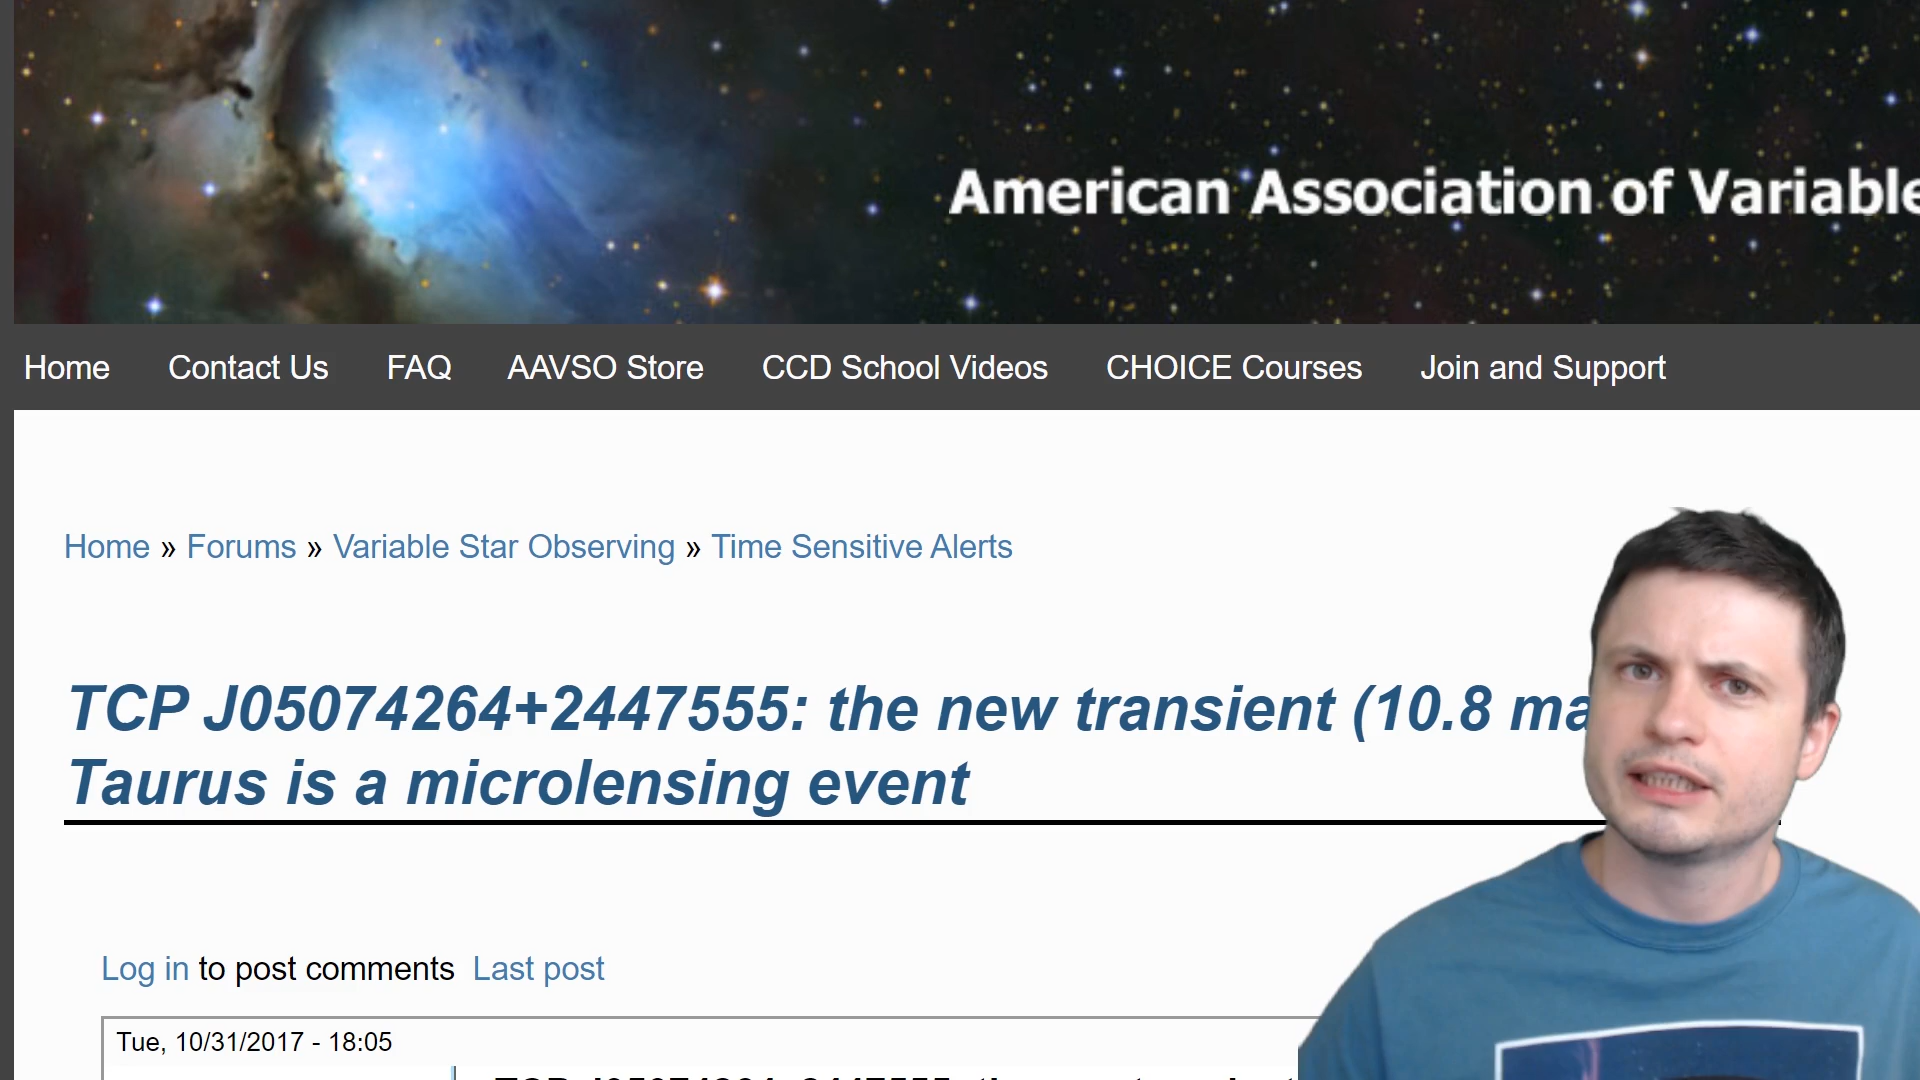 American Association of Variable
Home Contact Us FAQ AAVSO Store CCD School Videos CHOICE Courses Join and Support
Home » Forums » Variable Star Observing » Time Sensitive Alerts
TCP J05074264+2447555: the new transient (10.8 ma
Taurus is a microlensing event
Log in to post comments Last post
Tue, 10/31/2017 - 18:05